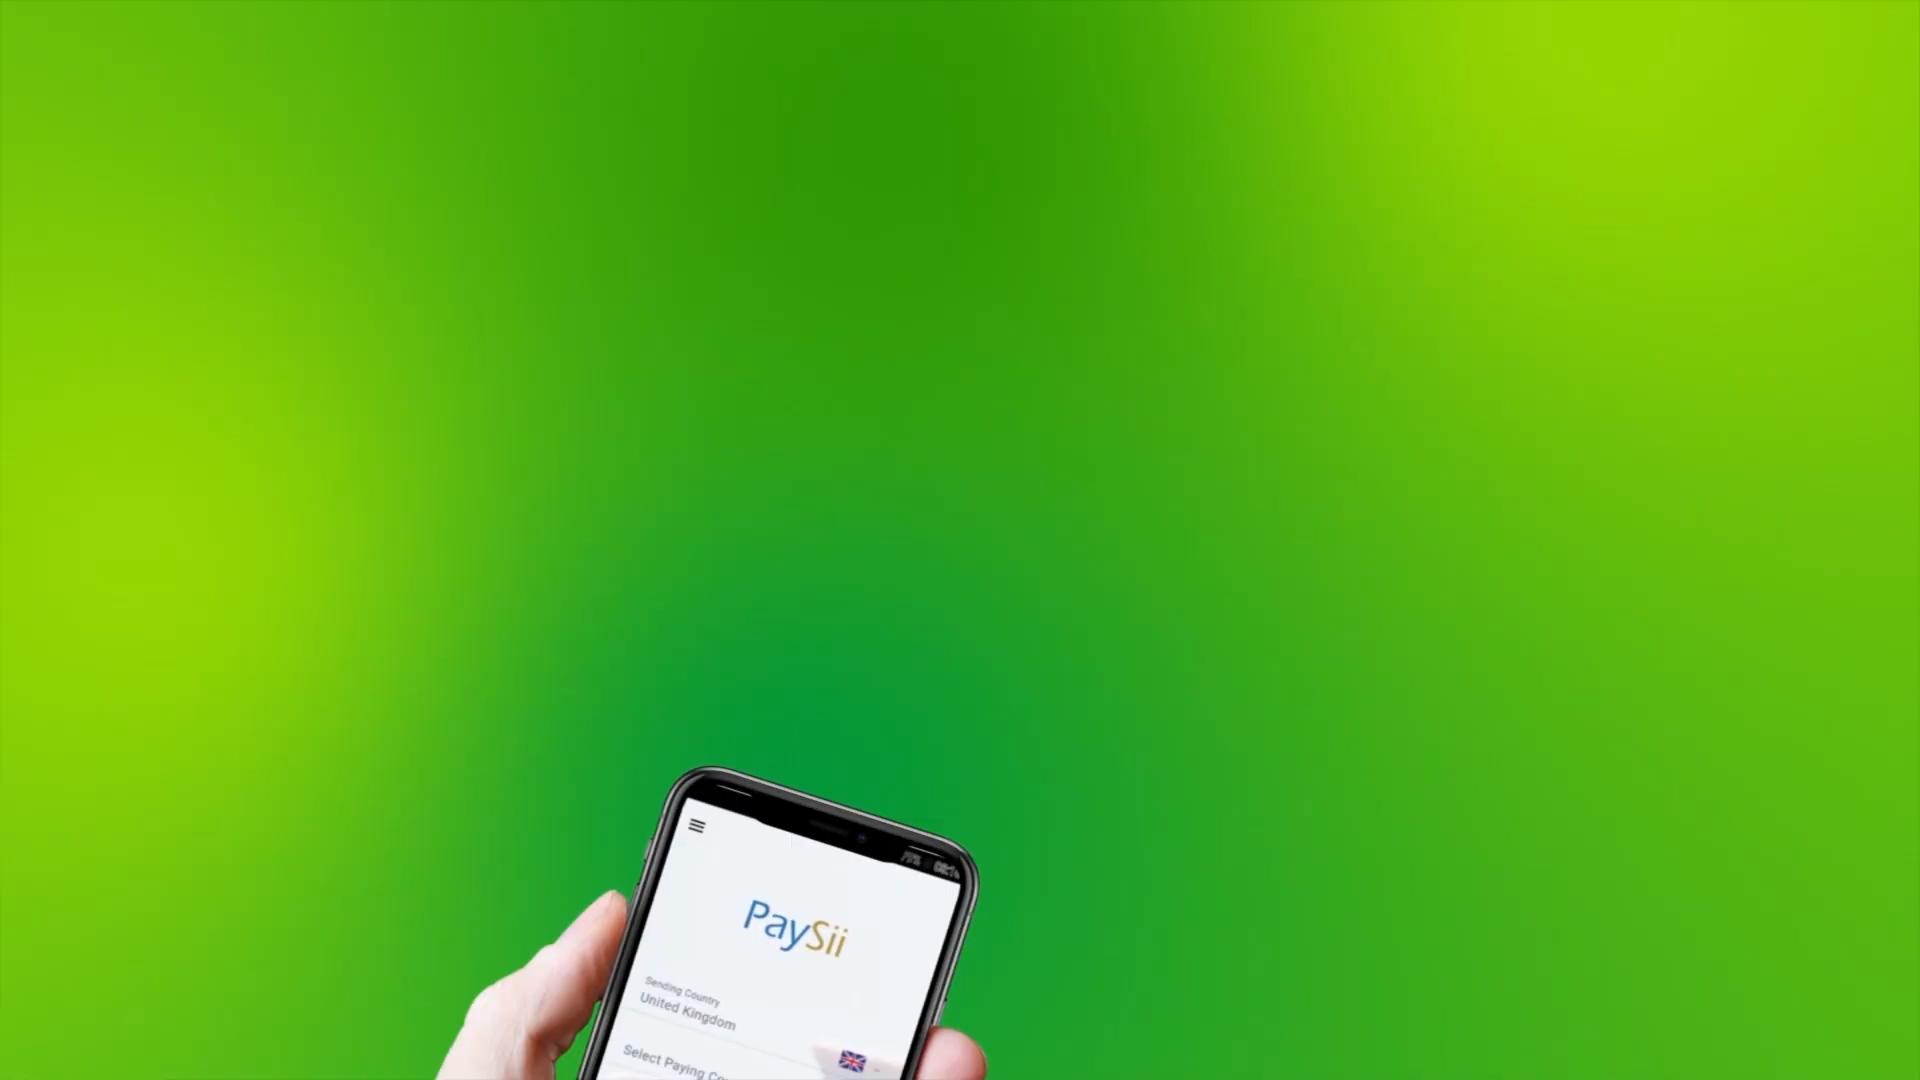 PaySii
Sending Country
United Kingdom
Select Paying